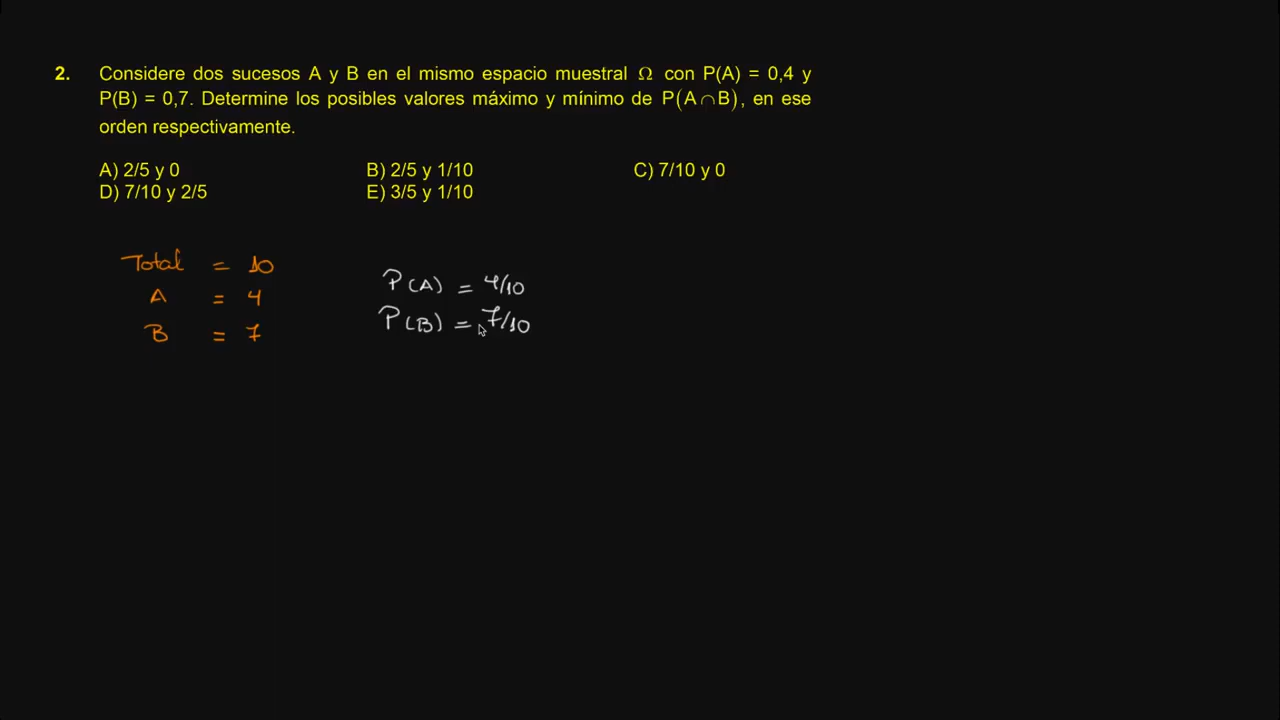 2. Considere dos sucesos A y B en el mismo espacio muestral Ω con P(A) = 0,4 y
P(B) = 0,7. Determine los posibles valores máximo y mínimo de P(A∩B), en ese
orden respectivamente.
A) 2/5 y 0 B) 2/5 y 1/10 C) 7/10 y 0
D) 7/10 y 2/5 E) 3/5 y 1/10
Total = 10
A = 4
B = 7
P(A) = 4/10
P(B) = 7/10